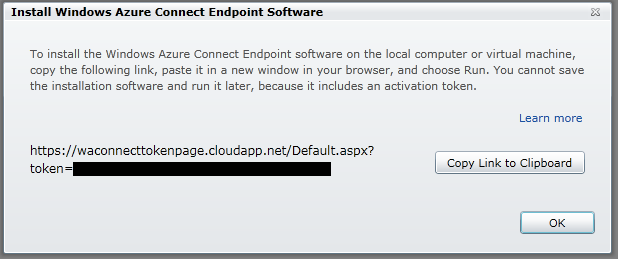 Install Windows Azure Connect Endpoint Software
To install the Windows Azure Connect Endpoint software on the local computer or virtual machine,
copy the following link, paste it in a new window in your browser, and choose Run. You cannot save
the installation software and run it later, because it includes an activation token.
Learn more
https://waconnecttokenpage.cloudapp.net/Default.aspx?
token=
Copy Link to Clipboard
OK